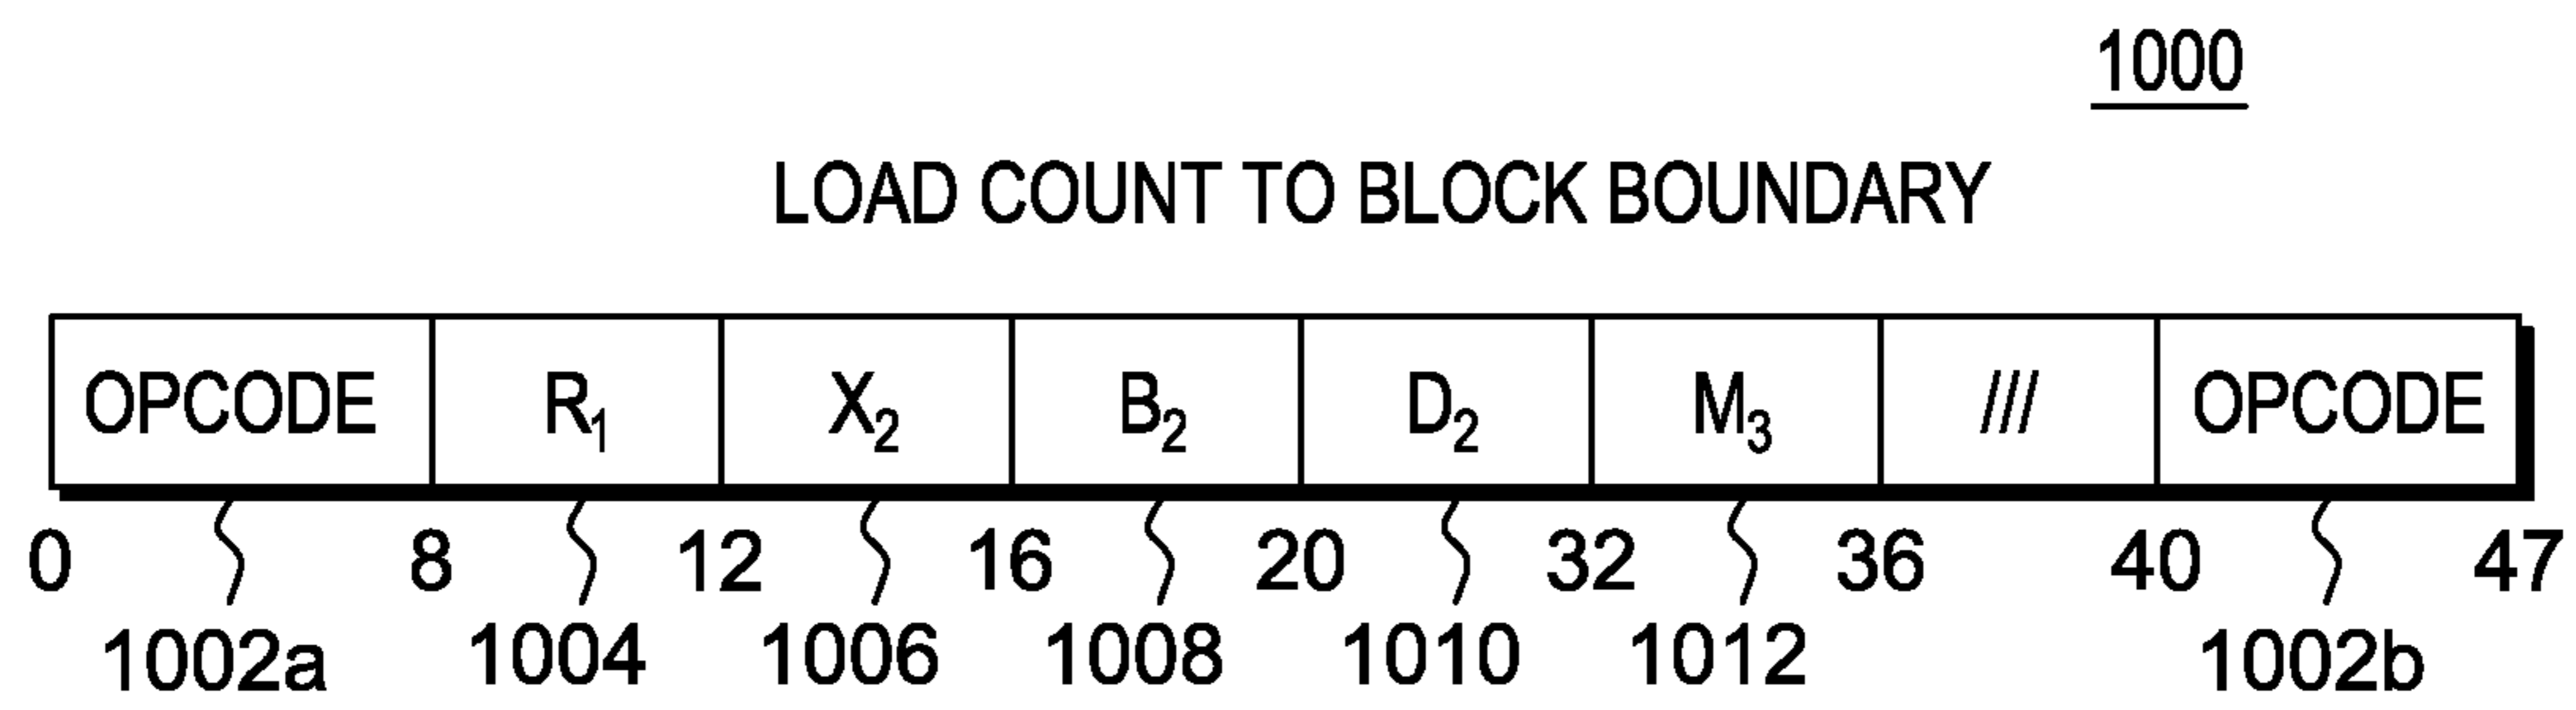 1000
LOAD COUNT TO BLOCK BOUNDARY
OPCODE R1 X2 B2 D2 M3 /// OPCODE
0 8 12 16 20 32 36 40 47
1002a 1004 1006 1008 1010 1012 1002b